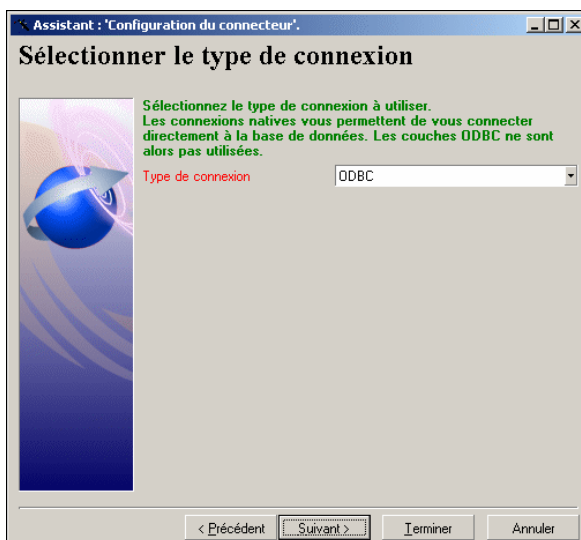 Assistant : 'Configuration du connecteur'.
Sélectionner le type de connexion
Sélectionnez le type de connexion à utiliser.
Les connexions natives vous permettent de vous connecter
directement à la base de données. Les couches ODBC ne sont
alors pas utilisées.
Type de connexion ODBC
< Précédent Suivant > Terminer Annuler